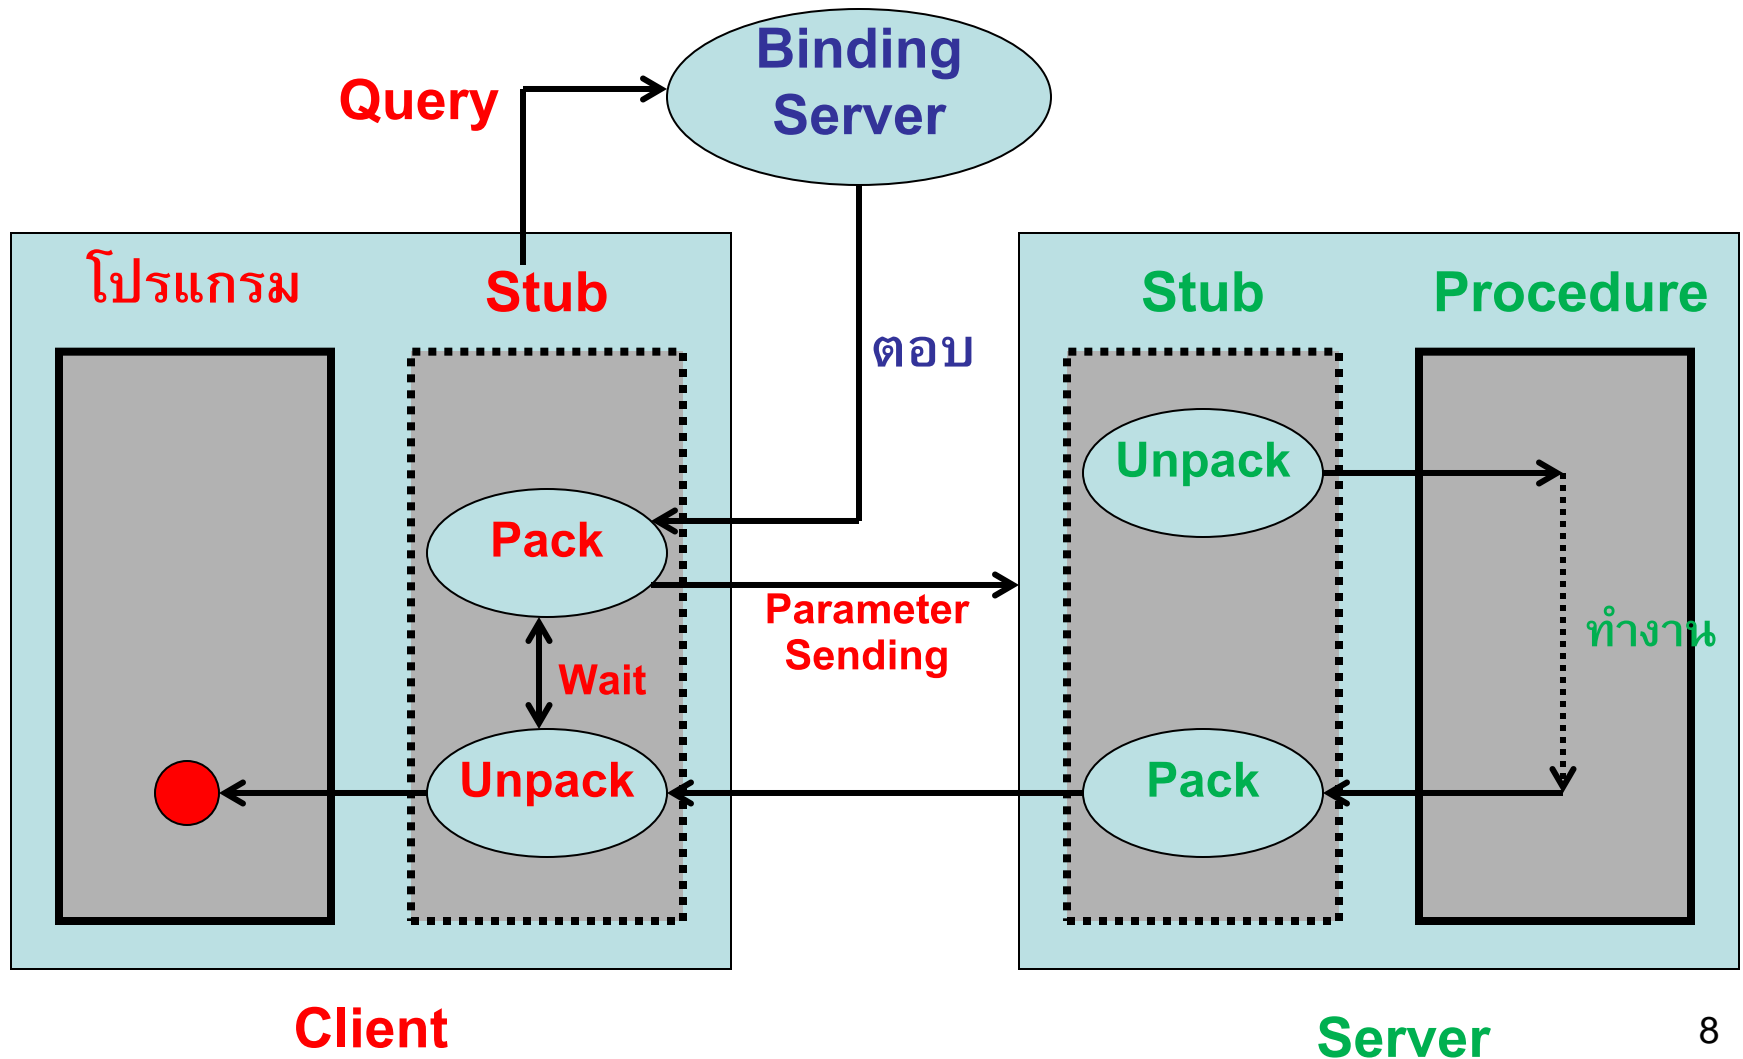 Binding
Server
Query
โปรแกรม
Stub
Stub
Procedure
ตอบ
Unpack
Pack
Parameter
Sending
ทำงาน
Wait
Unpack
Pack
Client
Server
8